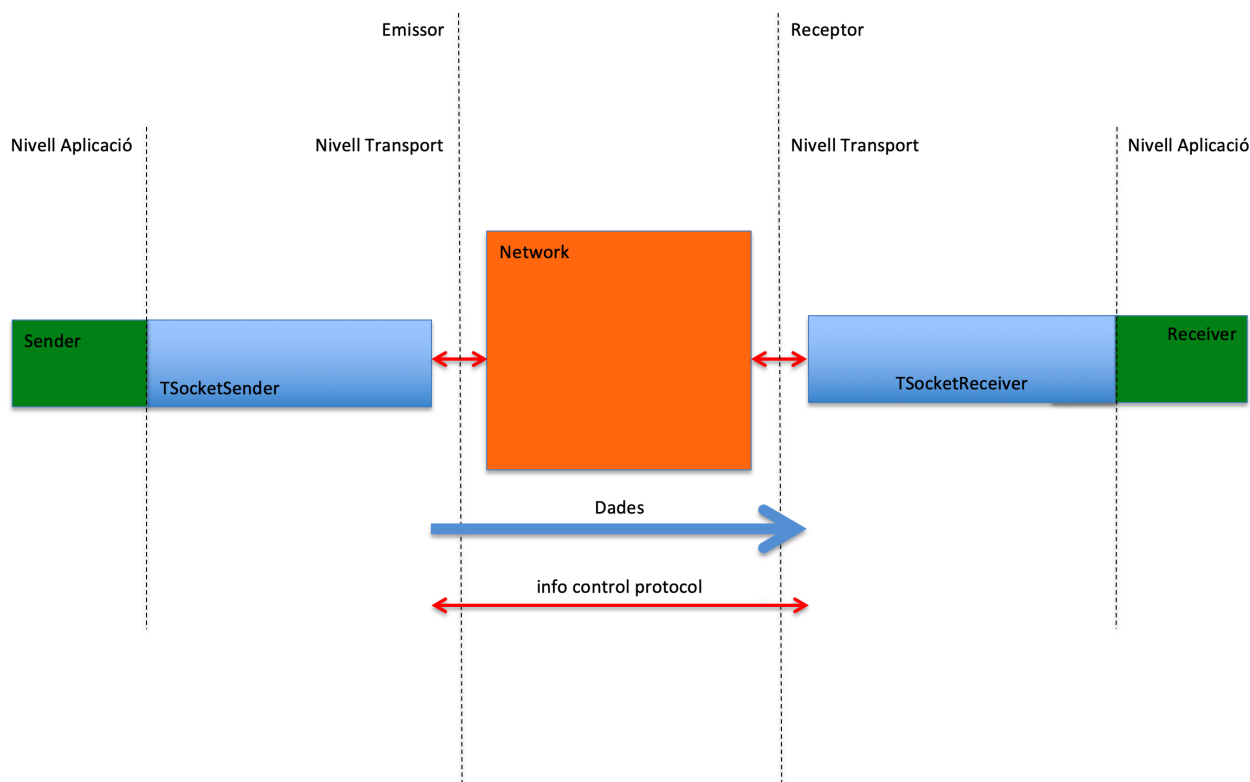 Emissor
Receptor
Nivell Aplicació
Nivell Transport
Nivell Transport
Nivell Aplicació
Network
Sender
Receiver
TSocketSender
TSocketReceiver
Dades
info control protocol